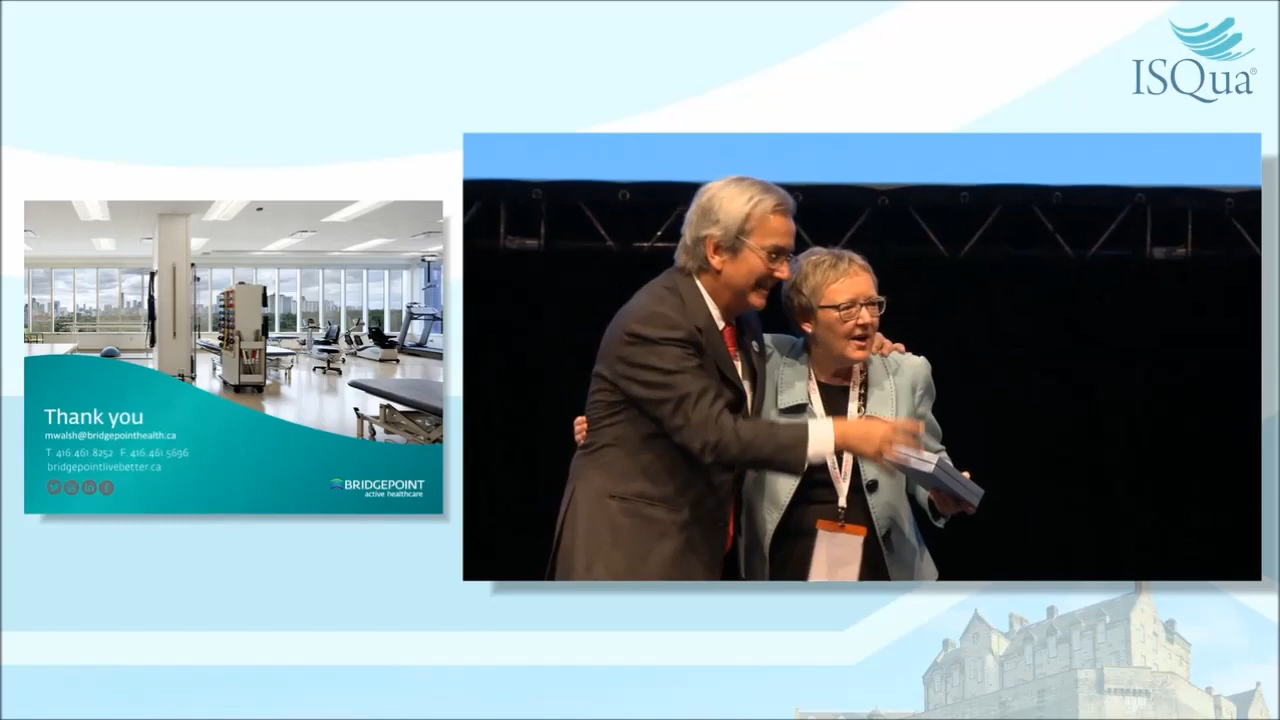 ISQua®
Thank you
mwalsh@bridgepointhealth.ca
T. 416.461.8252 F. 416.461.5696
bridgepointlivebetter.ca
BRIDGEPOINT
active healthcare